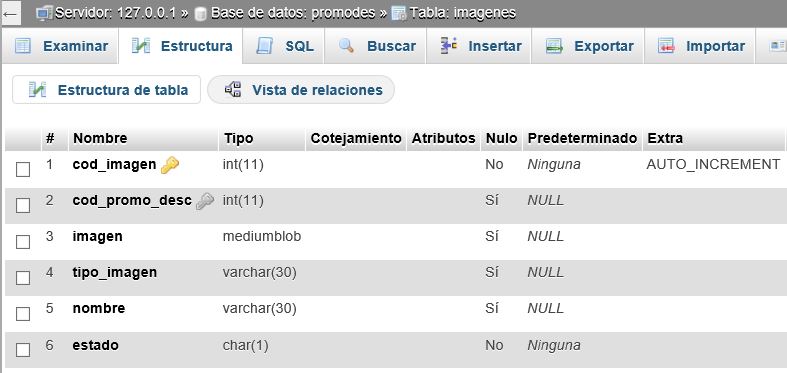 Servidor: 127.0.0.1 » Base de datos: promodes » Tabla: imagenes
Examinar Estructura SQL Buscar Insertar Exportar Importar
Estructura de tabla Vista de relaciones
# Nombre Tipo Cotejamiento Atributos Nulo Predeterminado Extra
1 cod_imagen int(11) No Ninguna AUTO_INCREMENT
2 cod_promo_desc int(11) Sí NULL
3 imagen mediumblob Sí NULL
4 tipo_imagen varchar(30) Sí NULL
5 nombre varchar(30) Sí NULL
6 estado char(1) No Ninguna